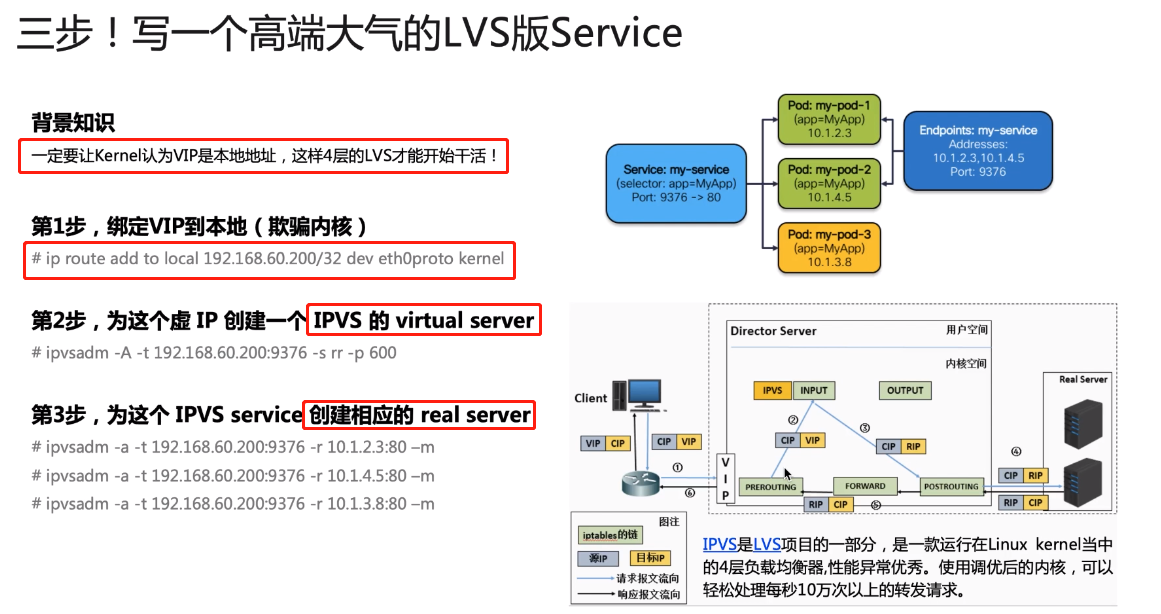 三步！写一个高端大气的LVS版Service
背景知识
一定要让Kernel认为VIP是本地地址，这样4层的LVS才能开始干活！
第1步，绑定VIP到本地（欺骗内核）
# ip route add to local 192.168.60.200/32 dev eth0proto kernel
第2步，为这个虚 IP 创建一个 IPVS 的 virtual server
# ipvsadm -A -t 192.168.60.200:9376 -s rr -p 600
第3步，为这个 IPVS service 创建相应的 real server
# ipvsadm -a -t 192.168.60.200:9376 -r 10.1.2.3:80 –m
# ipvsadm -a -t 192.168.60.200:9376 -r 10.1.4.5:80 –m
# ipvsadm -a -t 192.168.60.200:9376 -r 10.1.3.8:80 –m
Service: my-service
(selector: app=MyApp)
Port: 9376 -> 80
Pod: my-pod-1
(app=MyApp)
10.1.2.3
Pod: my-pod-2
(app=MyApp)
10.1.4.5
Pod: my-pod-3
(app=MyApp)
10.1.3.8
Endpoints: my-service
Addresses:
10.1.2.3,10.1.4.5
Port: 9376
Director Server
用户空间
内核空间
IPVS
INPUT
OUTPUT
Real Server
Client
VIP CIP
CIP VIP
①
⑥
VIP
②
CIP VIP
③
CIP RIP
④
CIP RIP
PREROUTING
FORWARD
POSTROUTING
RIP CIP
⑤
RIP CIP
图注
iptables的链
源IP
目标IP
请求报文流向
响应报文流向
IPVS是LVS项目的一部分，是一款运行在Linux kernel当中
的4层负载均衡器,性能异常优秀。使用调优后的内核，可以
轻松处理每秒10万次以上的转发请求。